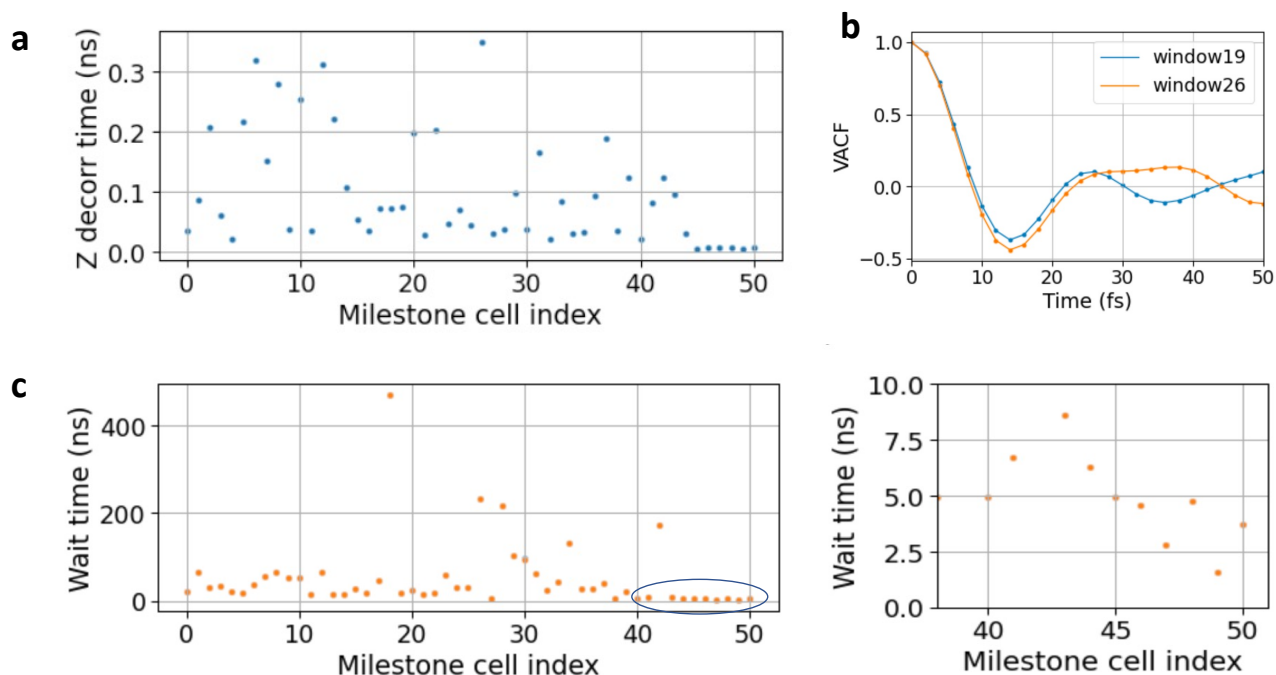 a
Z decorr time (ns)
0.3
0.2
0.1
0.0
0 10 20 30 40 50
Milestone cell index
b
VACF
1.0
0.5
0.0
−0.5
window19
window26
0 10 20 30 40 50
Time (fs)
c
Wait time (ns)
400
200
0
0 10 20 30 40 50
Milestone cell index
Wait time (ns)
10.0
7.5
5.0
2.5
0.0
40 45 50
Milestone cell index